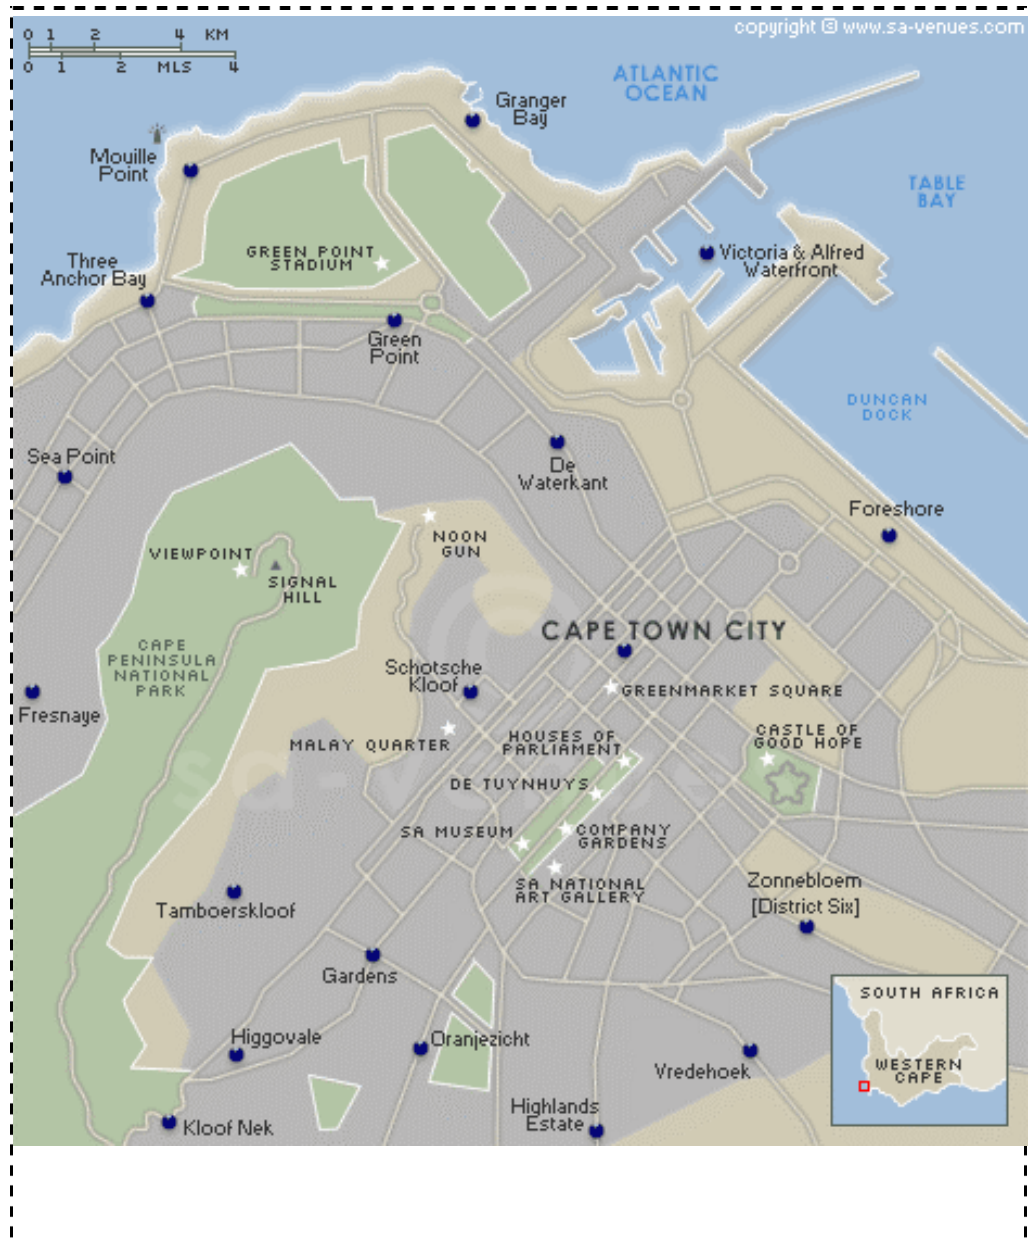 copyright © www.sa-venues.com
0 1 2 4 KM
0 1 2 MLS 4
ATLANTIC
OCEAN
Granger
Bay
Mouille
Point
TABLE
BAY
GREEN POINT
STADIUM
Victoria & Alfred
Waterfront
Three
Anchor Bay
Green
Point
DUNCAN
DOCK
Sea Point
De
Waterkant
Foreshore
NOON
GUN
VIEWPOINT
SIGNAL
HILL
CAPE TOWN CITY
CAPE
PENINSULA
NATIONAL
PARK
Schotsche
Kloof
GREENMARKET SQUARE
Fresnaye
MALAY QUARTER
HOUSES OF
PARLIAMENT
CASTLE OF
GOOD HOPE
sa-venue
DE TUYNHUYS
SA MUSEUM
COMPANY
GARDENS
SA NATIONAL
ART GALLERY
Zonnebloem
[District Six]
Tamboerskloof
Gardens
SOUTH AFRICA
Higgovale
Oranjezicht
WESTERN
CAPE
Vredehoek
Highlands
Estate
Kloof Nek